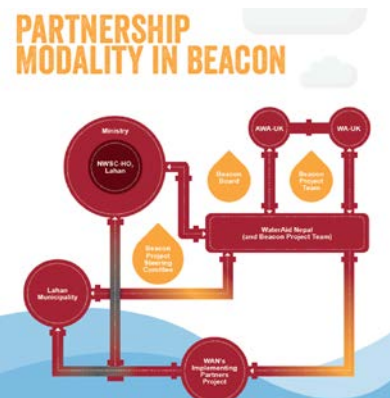 PARTNERSHIP
MODALITY IN BEACON
Ministry
NWSC-HO,
Lahan
AWA-UK
WA-UK
Beacon
Board
Beacon
Project
Team
WaterAid Nepal
(and Beacon Project Team)
Beacon
Project
Steering
Lahan
Municipality
WAN's
Implementing
Partners
Project